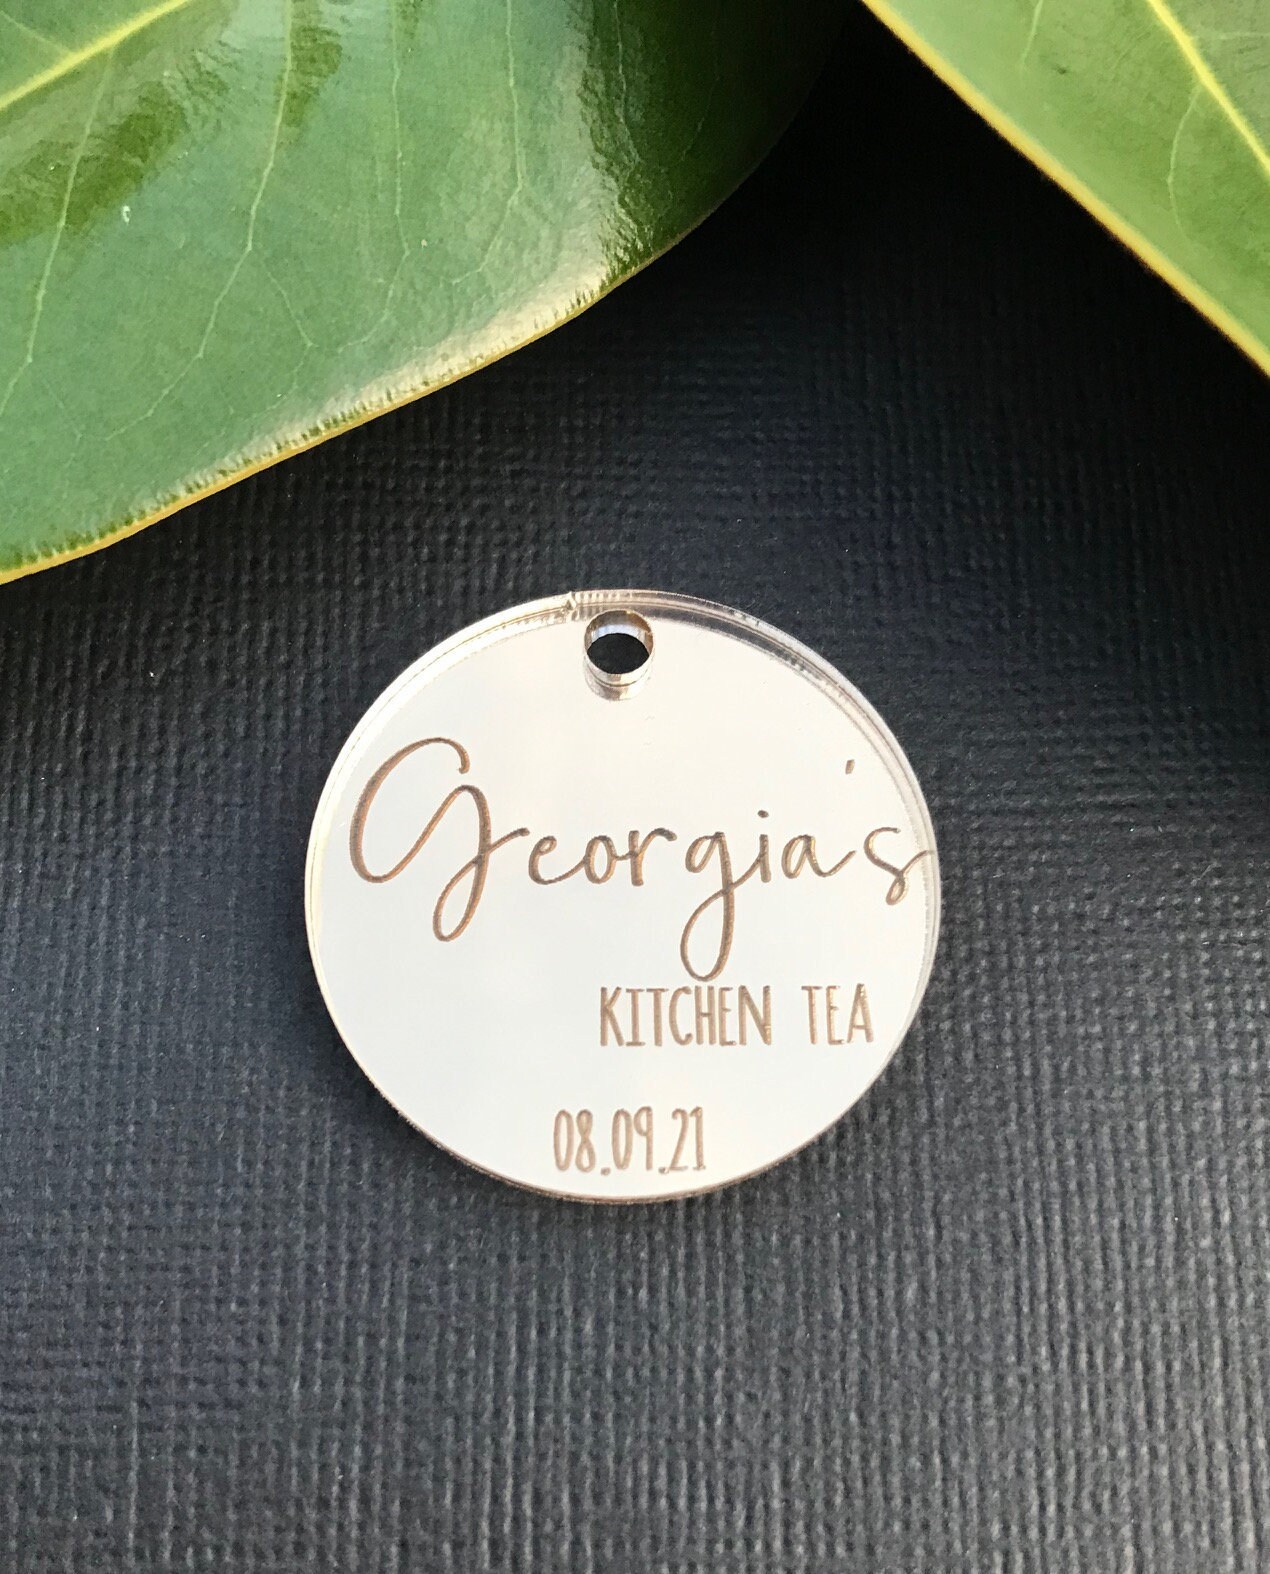 Georgia's
KITCHEN TEA
08.09.21